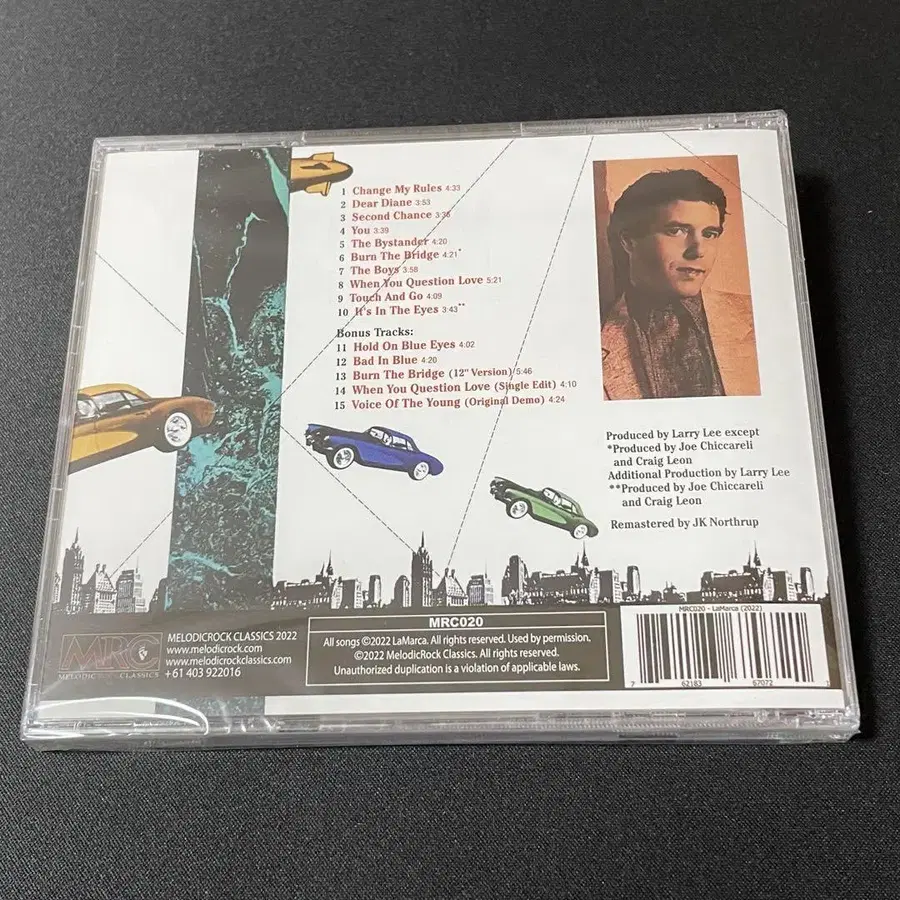 1 Change My Rules 4:33
2 Dear Diane 3:53
3 Second Chance 3:38
4 You 3:39
5 The Bystander 4:20
6 Burn The Bridge 4:21*
7 The Boys 3:58
8 When You Question Love 5:21
9 Touch And Go 4:09
10 It's In The Eyes 3:43**
Bonus Tracks:
11 Hold On Blue Eyes 4:02
12 Bad In Blue 4:20
13 Burn The Bridge (12" Version) 5:46
14 When You Question Love (Single Edit) 4:10
15 Voice Of The Young (Original Demo) 4:24
Produced by Larry Lee except
*Produced by Joe Chiccareli
and Craig Leon
Additional Production by Larry Lee
**Produced by Joe Chiccareli
and Craig Leon
Remastered by JK Northrup
MRC
MELODICROCK CLASSICS
MELODICROCK CLASSICS 2022
www.melodicrock.com
www.melodicrockclassics.com
+61 403 922016
MRC020
All songs ©2022 LaMarca. All rights reserved. Used by permission.
©2022 MelodicRock Classics. All rights reserved.
Unauthorized duplication is a violation of applicable laws.
MRC020 - LaMarca (2022)
7 62183 67072